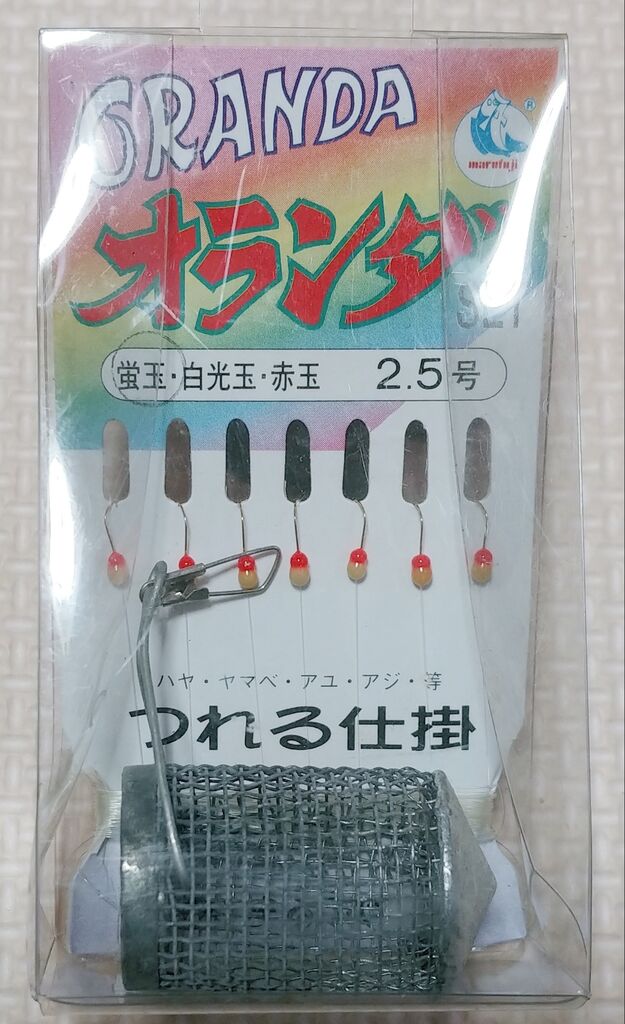 ORANDA
marufuji
®
オランダ
SET
蛍玉・白光玉・赤玉 2.5号
ハヤ・ヤマベ・アユ・アジ・等
つれる仕掛